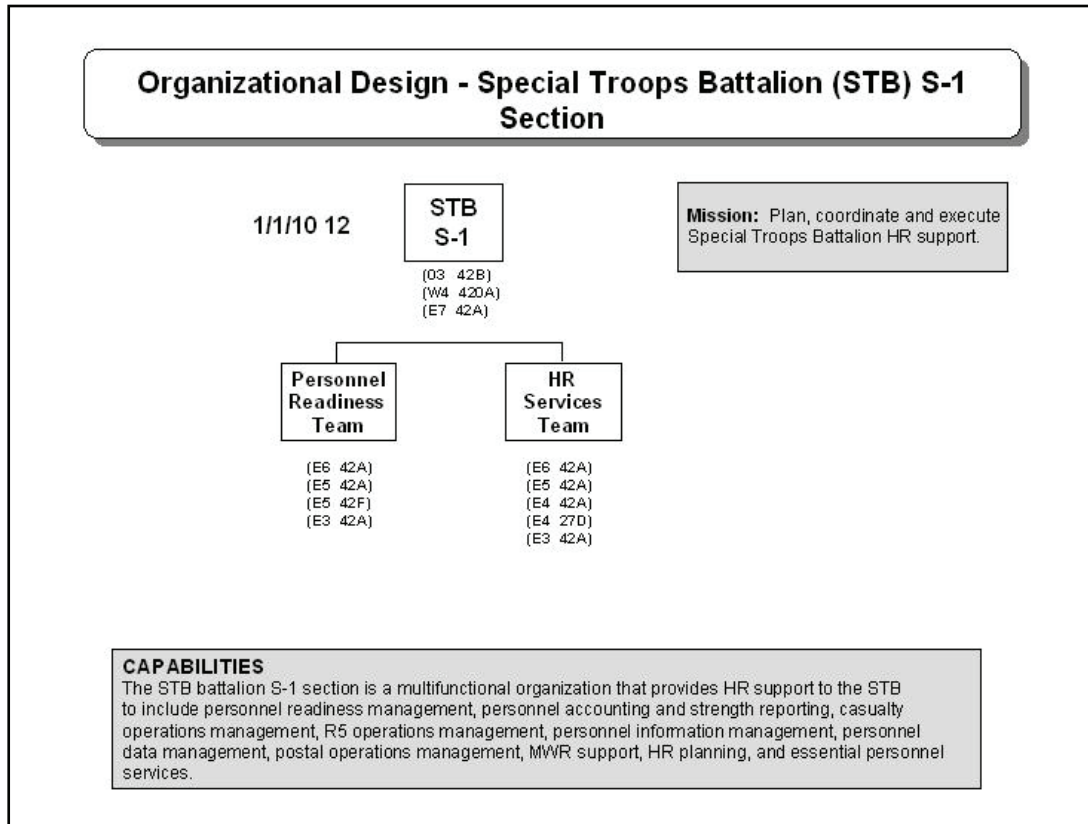 Organizational Design - Special Troops Battalion (STB) S-1
Section
1/1/10 12
STB
S-1
(O3 42B)
(W4 420A)
(E7 42A)
Mission: Plan, coordinate and execute
Special Troops Battalion HR support.
Personnel
Readiness
Team
(E6 42A)
(E5 42A)
(E5 42F)
(E3 42A)
HR
Services
Team
(E6 42A)
(E5 42A)
(E4 42A)
(E4 27D)
(E3 42A)
CAPABILITIES
The STB battalion S-1 section is a multifunctional organization that provides HR support to the STB
to include personnel readiness management, personnel accounting and strength reporting, casualty
operations management, R5 operations management, personnel information management, personnel
data management, postal operations management, MWR support, HR planning, and essential personnel
services.